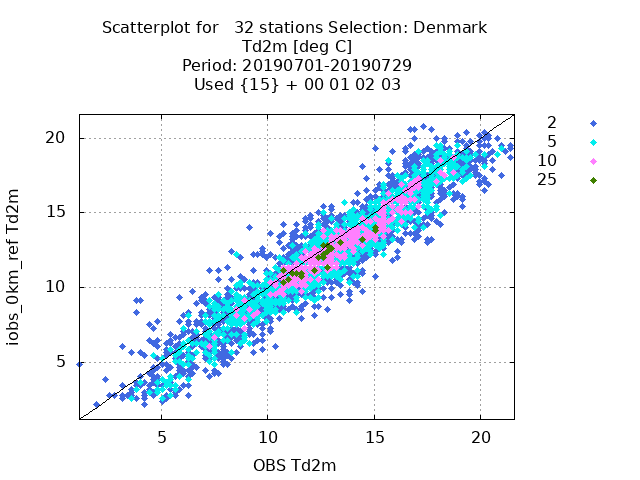 Scatterplot for   32 stations Selection: Denmark
Td2m [deg C]
Period: 20190701-20190729
Used {15} + 00 01 02 03
2
5
10
25
20
15
10
5
iobs_0km_ref Td2m
5 10 15 20
OBS Td2m